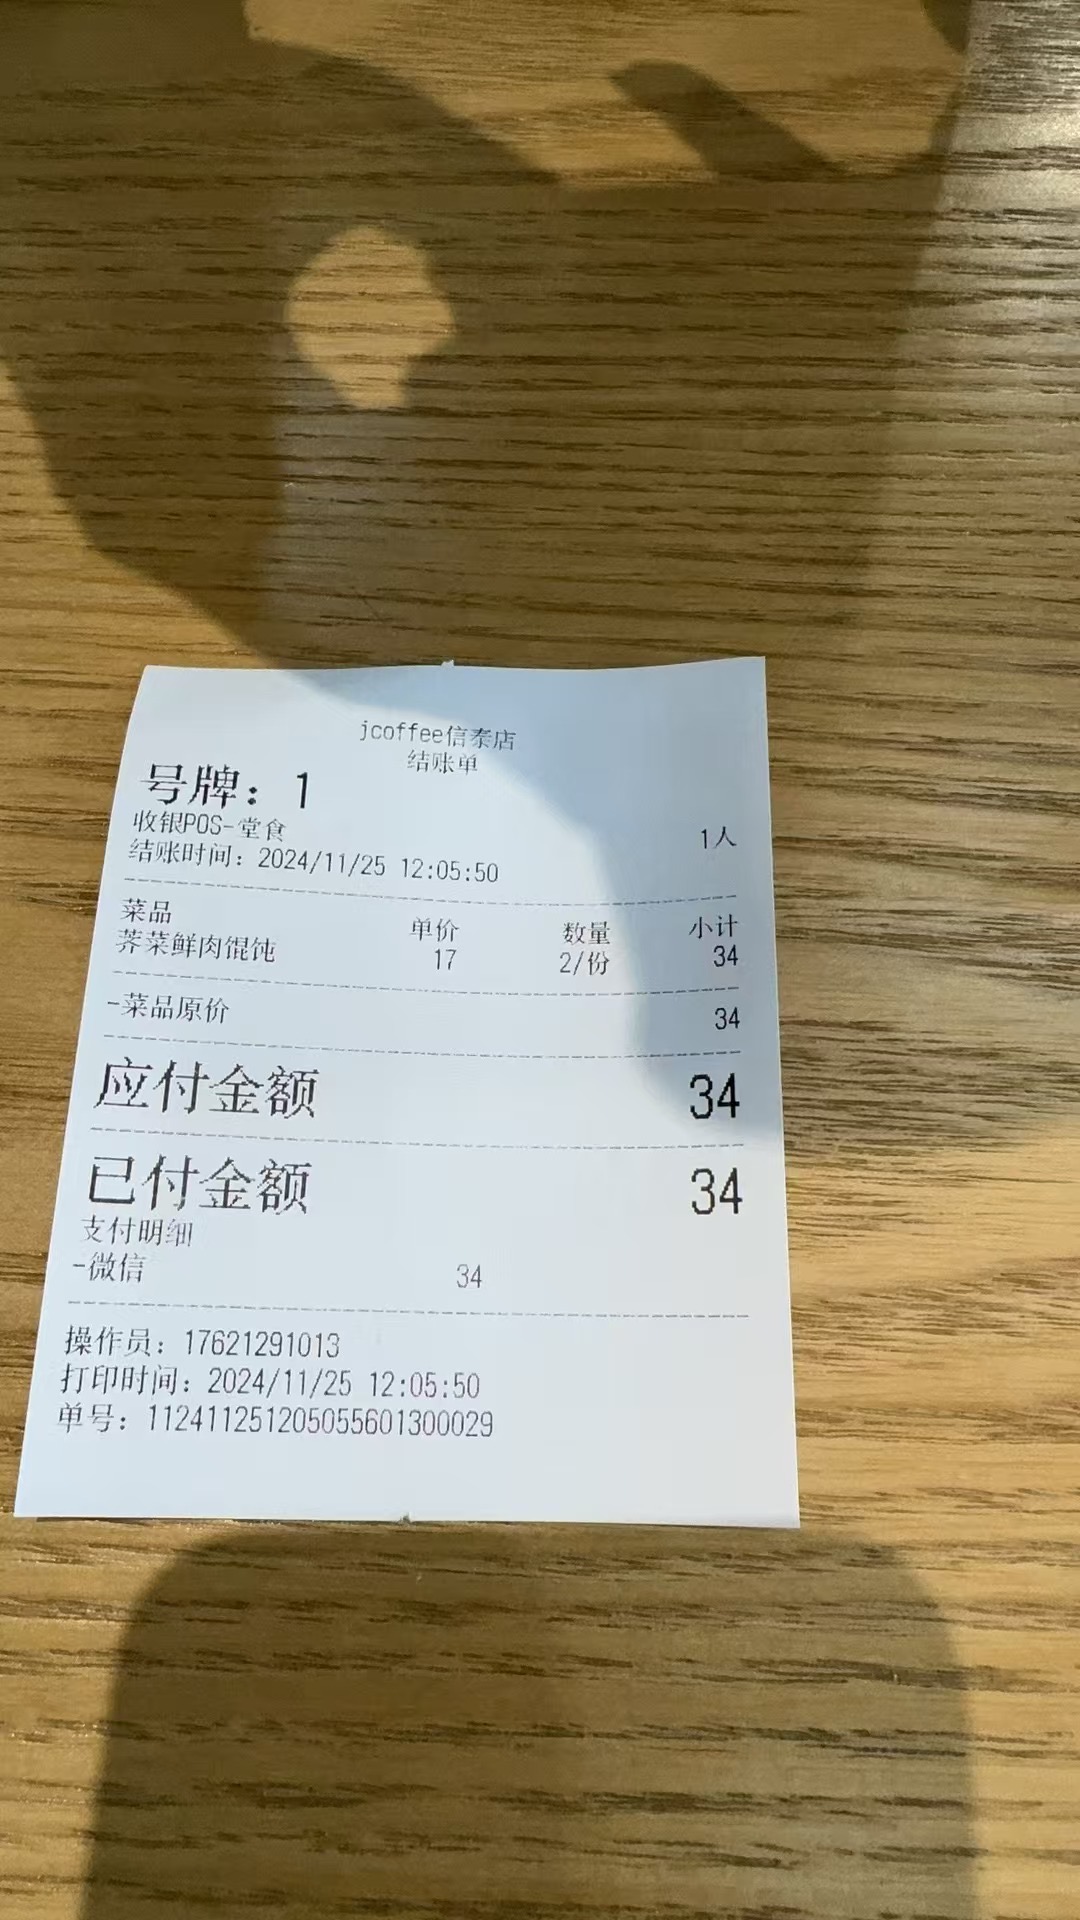 jcoffee信泰店
结账单
号牌：1
收银POS-堂食 1人
结账时间：2024/11/25 12:05:50
菜品 单价 数量 小计
荠菜鲜肉馄饨 17 2/份 34
-菜品原价 34
应付金额 34
已付金额 34
支付明细
-微信 34
操作员：17621291013
打印时间：2024/11/25 12:05:50
单号：112411251205055601300029